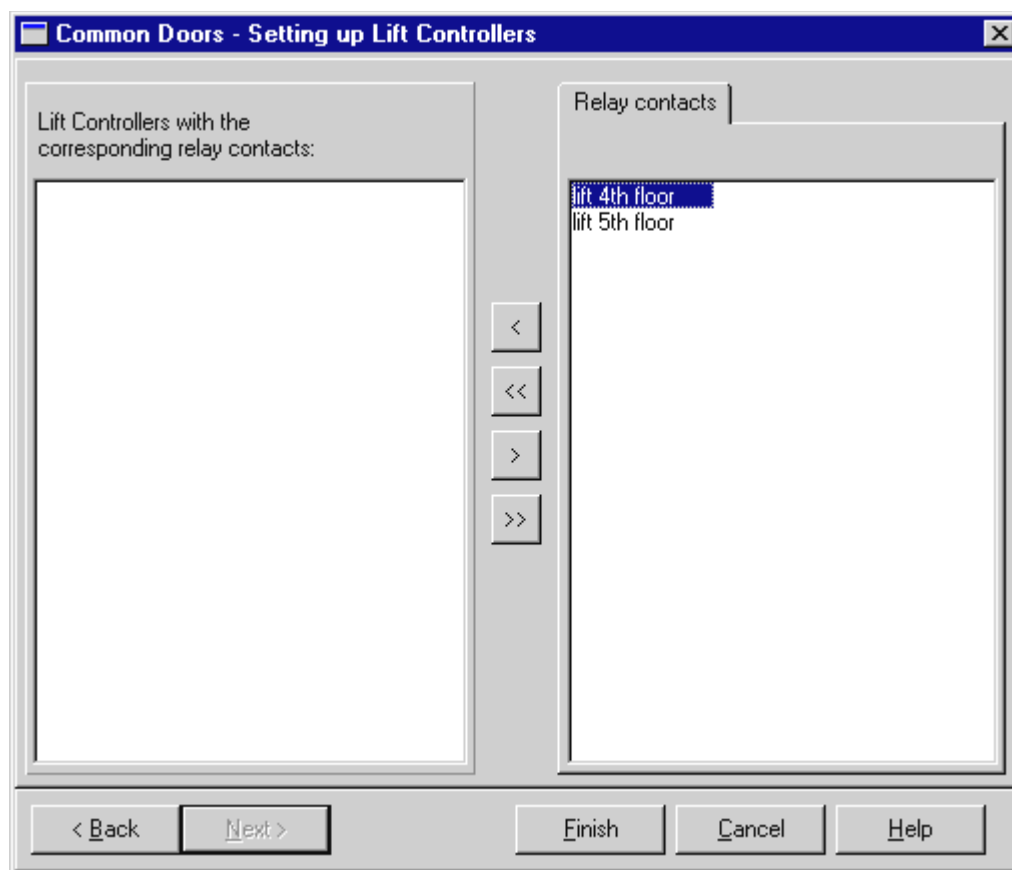 Common Doors - Setting up Lift Controllers
Lift Controllers with the
corresponding relay contacts:
Relay contacts
lift 4th floor
lift 5th floor
<
<<
>
>>
< Back
Next >
Finish
Cancel
Help